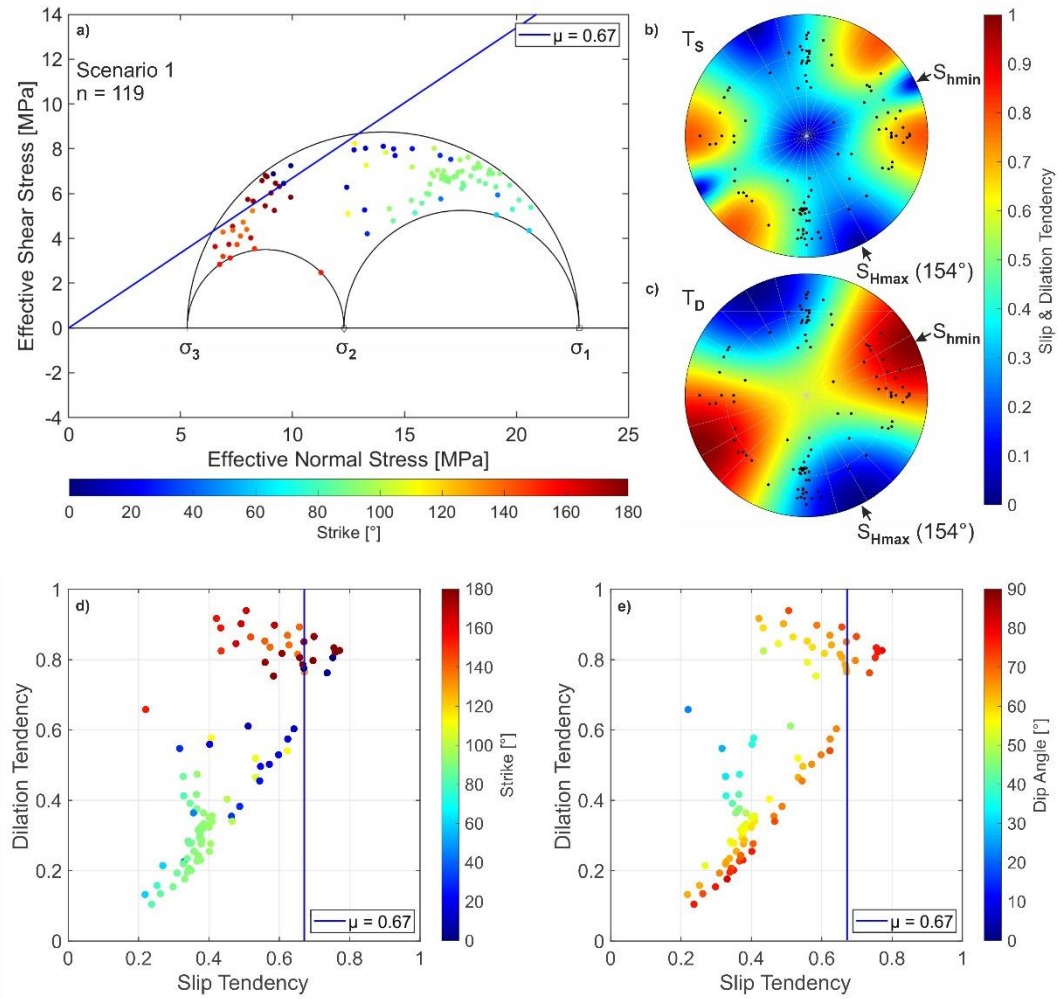 a)
Scenario 1
n = 119
μ = 0.67
Effective Shear Stress [MPa]
14
12
10
8
6
4
2
0
-2
-4
σ3
σ2
σ1
0 5 10 15 20 25
Effective Normal Stress [MPa]
0 20 40 60 80 100 120 140 160 180
Strike [°]
b)
TS
Shmin
SHmax (154°)
c)
TD
Shmin
SHmax (154°)
1
0.9
0.8
0.7
0.6
0.5
0.4
0.3
0.2
0.1
0
Slip & Dilation Tendency
d)
Dilation Tendency
1
0.8
0.6
0.4
0.2
0
μ = 0.67
0 0.2 0.4 0.6 0.8 1
Slip Tendency
180
160
140
120
100
80
60
40
20
0
Strike [°]
e)
Dilation Tendency
1
0.8
0.6
0.4
0.2
0
μ = 0.67
0 0.2 0.4 0.6 0.8 1
Slip Tendency
90
80
70
60
50
40
30
20
10
0
Dip Angle [°]